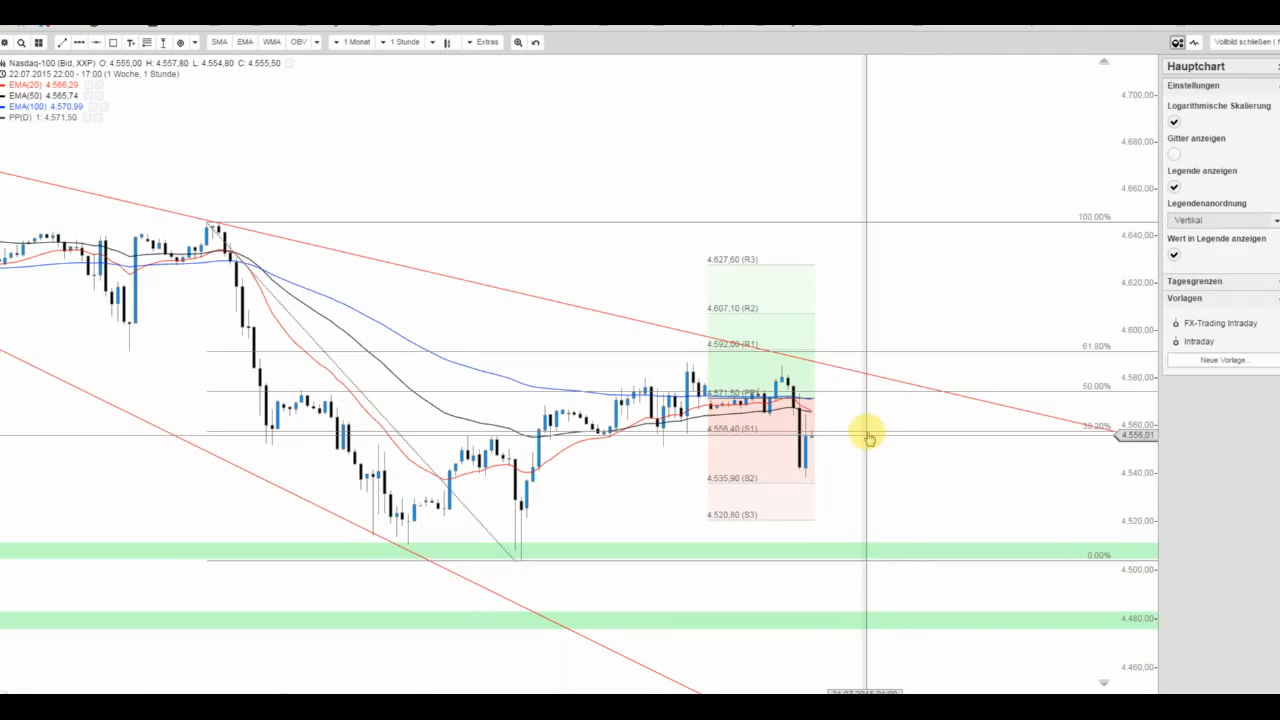 SMA EMA WMA OBV 1 Monat 1 Stunde Extras Vollbild schließen (
Nasdaq-100 (Bid, XXP) O: 4.555,00 H: 4.557,80 L: 4.554,80 C: 4.555,50
22.07.2015 22:00 - 17:00 (1 Woche, 1 Stunde)
EMA(20) 4.566,29
EMA(50) 4.565,74
EMA(100) 4.570,99
PP(D) 1: 4.571,50
4.700,00
4.680,00
4.660,00
100.00%
4.640,00
4.627,60 (R3)
4.620,00
4.607,10 (R2)
4.600,00
4.592,00 (R1)
61.80%
4.580,00
4.571,50 (PP)
50.00%
4.560,00
4.556,40 (S1)
38.20%
4.556,01
4.540,00
4.535,90 (S2)
4.520,80 (S3)
4.520,00
0.00%
4.500,00
4.480,00
4.460,00
Hauptchart
Einstellungen
Logarithmische Skalierung
Gitter anzeigen
Legende anzeigen
Legendenanordnung
Vertikal
Wert in Legende anzeigen
Tagesgrenzen
Vorlagen
FX-Trading Intraday
Intraday
Neue Vorlage...